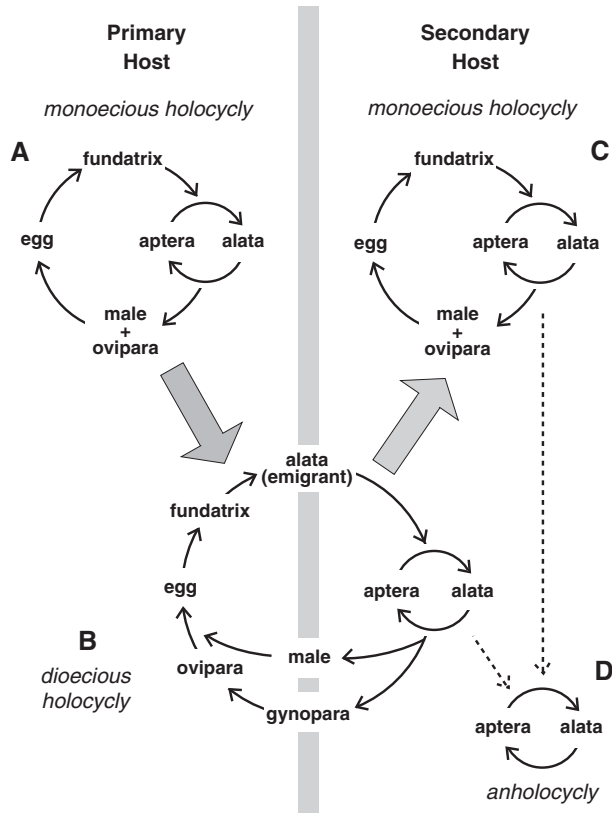 Primary
Host
monoecious holocycly
A
fundatrix
egg
aptera
alata
male
+
ovipara
Secondary
Host
monoecious holocycly
C
fundatrix
egg
aptera
alata
male
+
ovipara
alata
(emigrant)
fundatrix
egg
aptera
alata
B
ovipara
male
dioecious
holocycly
gynopara
D
aptera
alata
anholocycly